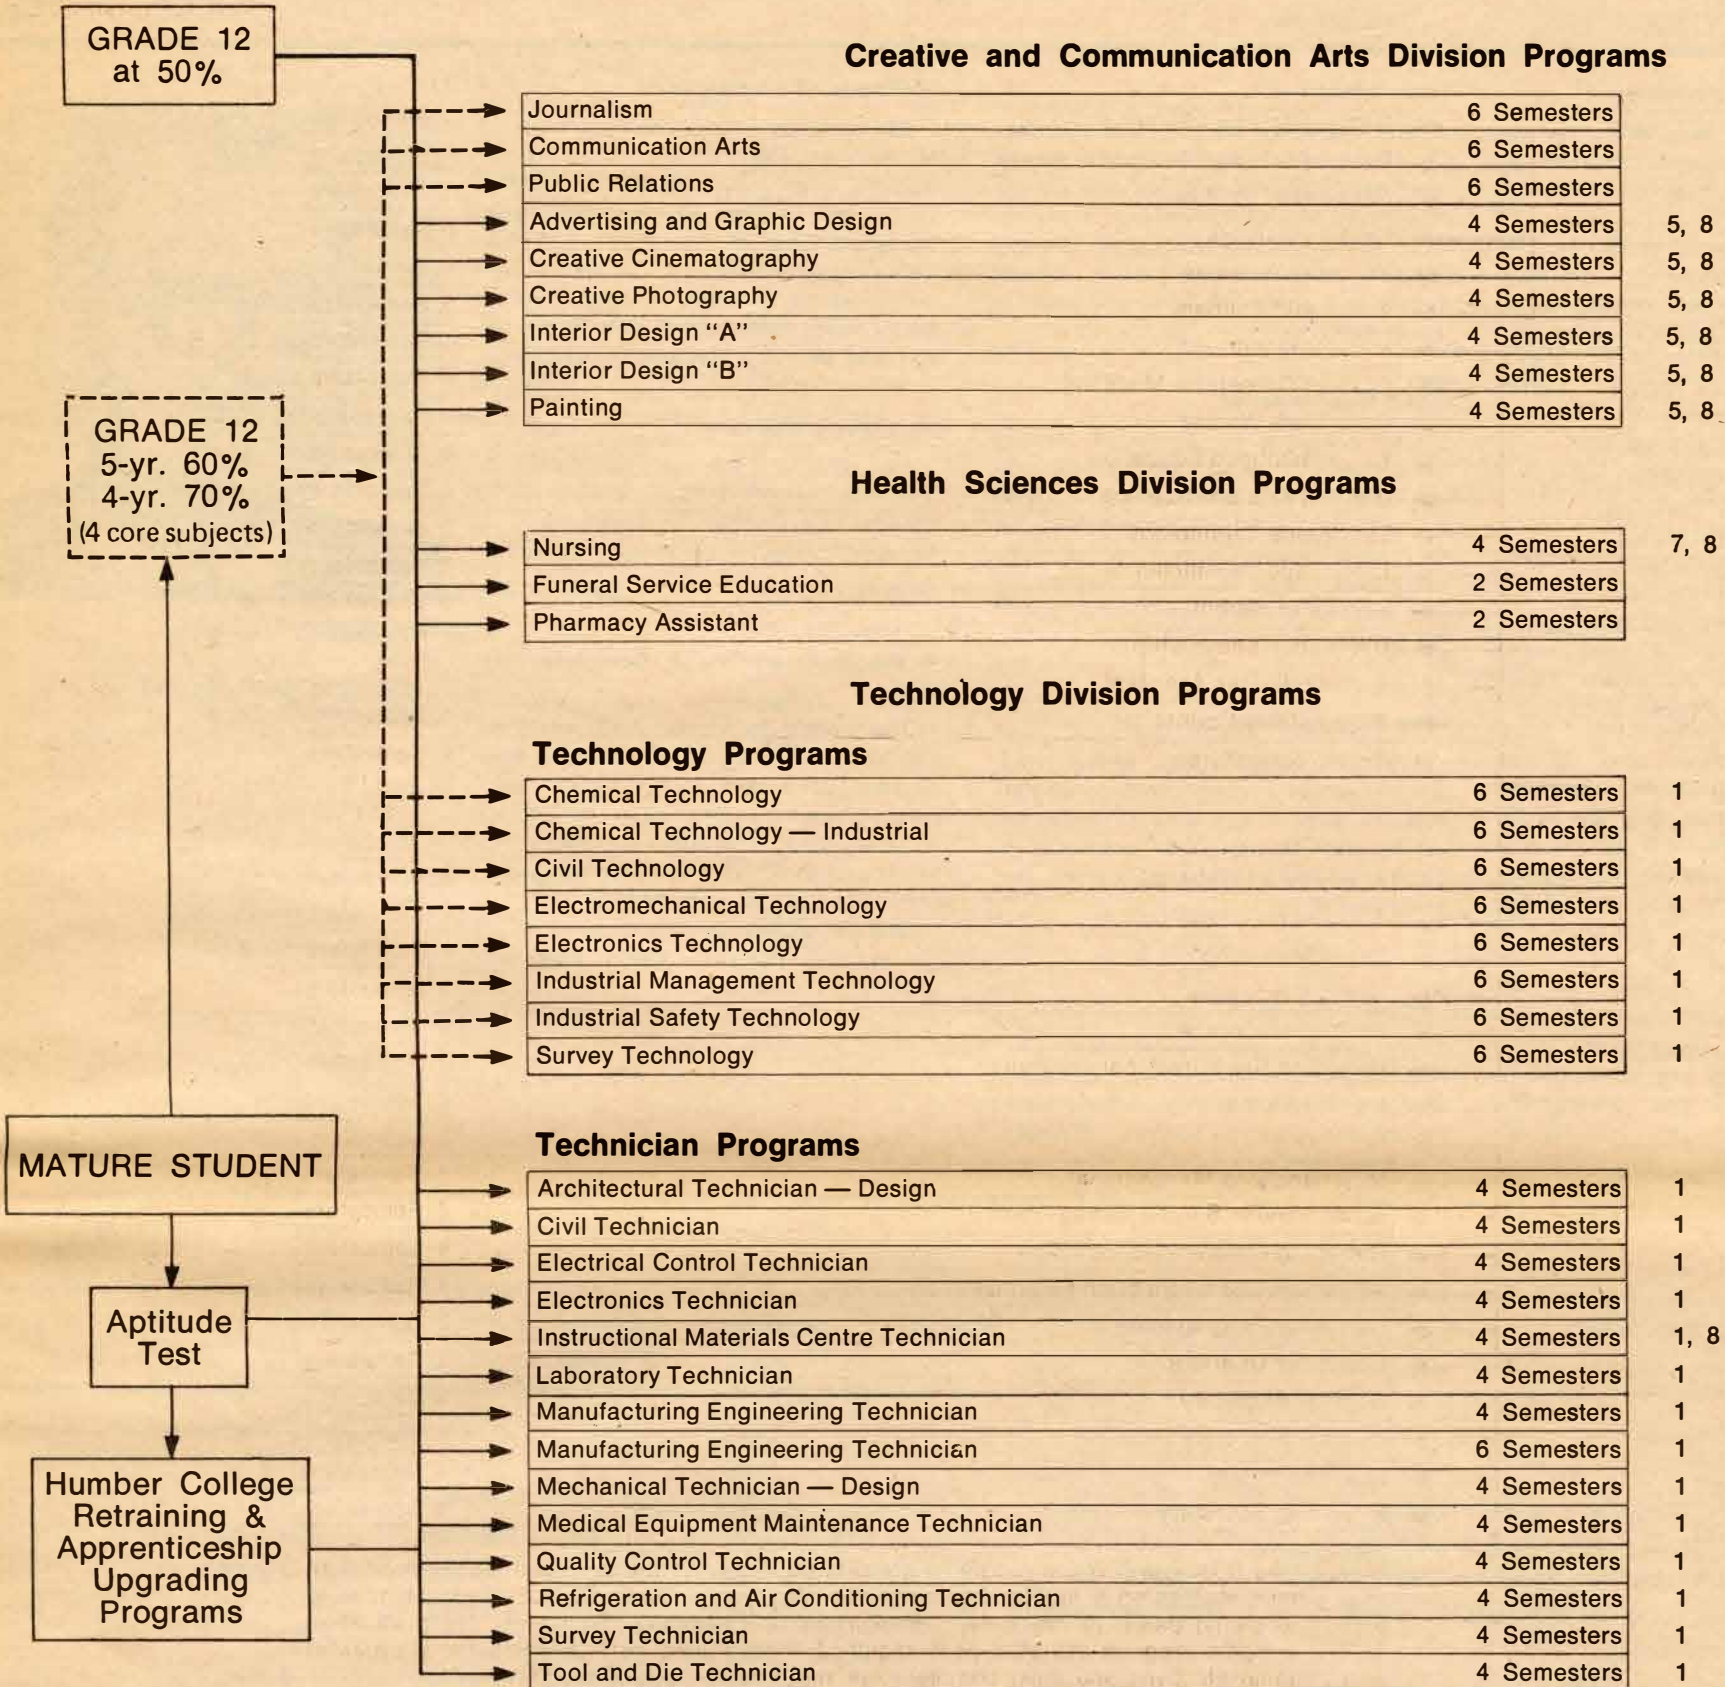 GRADE 12
at 50%
Creative and Communication Arts Division Programs
Journalism 6 Semesters
Communication Arts 6 Semesters
Public Relations 6 Semesters
Advertising and Graphic Design 4 Semesters 5, 8
Creative Cinematography 4 Semesters 5, 8
Creative Photography 4 Semesters 5, 8
Interior Design “A” 4 Semesters 5, 8
Interior Design “B” 4 Semesters 5, 8
Painting 4 Semesters 5, 8
GRADE 12
5-yr. 60%
4-yr. 70%
(4 core subjects)
Health Sciences Division Programs
Nursing 4 Semesters 7, 8
Funeral Service Education 2 Semesters
Pharmacy Assistant 2 Semesters
Technology Division Programs
Technology Programs
Chemical Technology 6 Semesters 1
Chemical Technology — Industrial 6 Semesters 1
Civil Technology 6 Semesters 1
Electromechanical Technology 6 Semesters 1
Electronics Technology 6 Semesters 1
Industrial Management Technology 6 Semesters 1
Industrial Safety Technology 6 Semesters 1
Survey Technology 6 Semesters 1
MATURE STUDENT
Aptitude
Test
Humber College
Retraining &
Apprenticeship
Upgrading
Programs
Technician Programs
Architectural Technician — Design 4 Semesters 1
Civil Technician 4 Semesters 1
Electrical Control Technician 4 Semesters 1
Electronics Technician 4 Semesters 1
Instructional Materials Centre Technician 4 Semesters 1, 8
Laboratory Technician 4 Semesters 1
Manufacturing Engineering Technician 4 Semesters 1
Manufacturing Engineering Technician 6 Semesters 1
Mechanical Technician — Design 4 Semesters 1
Medical Equipment Maintenance Technician 4 Semesters 1
Quality Control Technician 4 Semesters 1
Refrigeration and Air Conditioning Technician 4 Semesters 1
Survey Technician 4 Semesters 1
Tool and Die Technician 4 Semesters 1